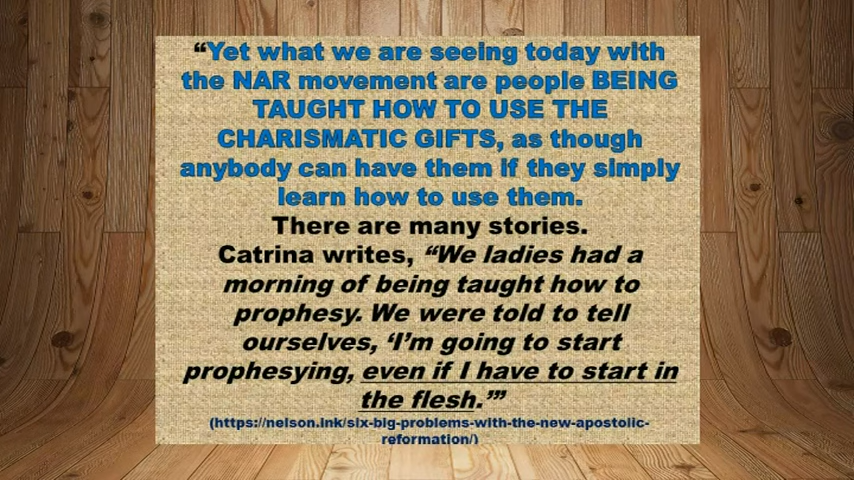 “Yet what we are seeing today with
the NAR movement are people BEING
TAUGHT HOW TO USE THE
CHARISMATIC GIFTS, as though
anybody can have them if they simply
learn how to use them.
There are many stories.
Catrina writes, “We ladies had a
morning of being taught how to
prophesy. We were told to tell
ourselves, ‘I’m going to start
prophesying, even if I have to start in
the flesh.’”
(https://nelson.ink/six-big-problems-with-the-new-apostolic-
reformation/)